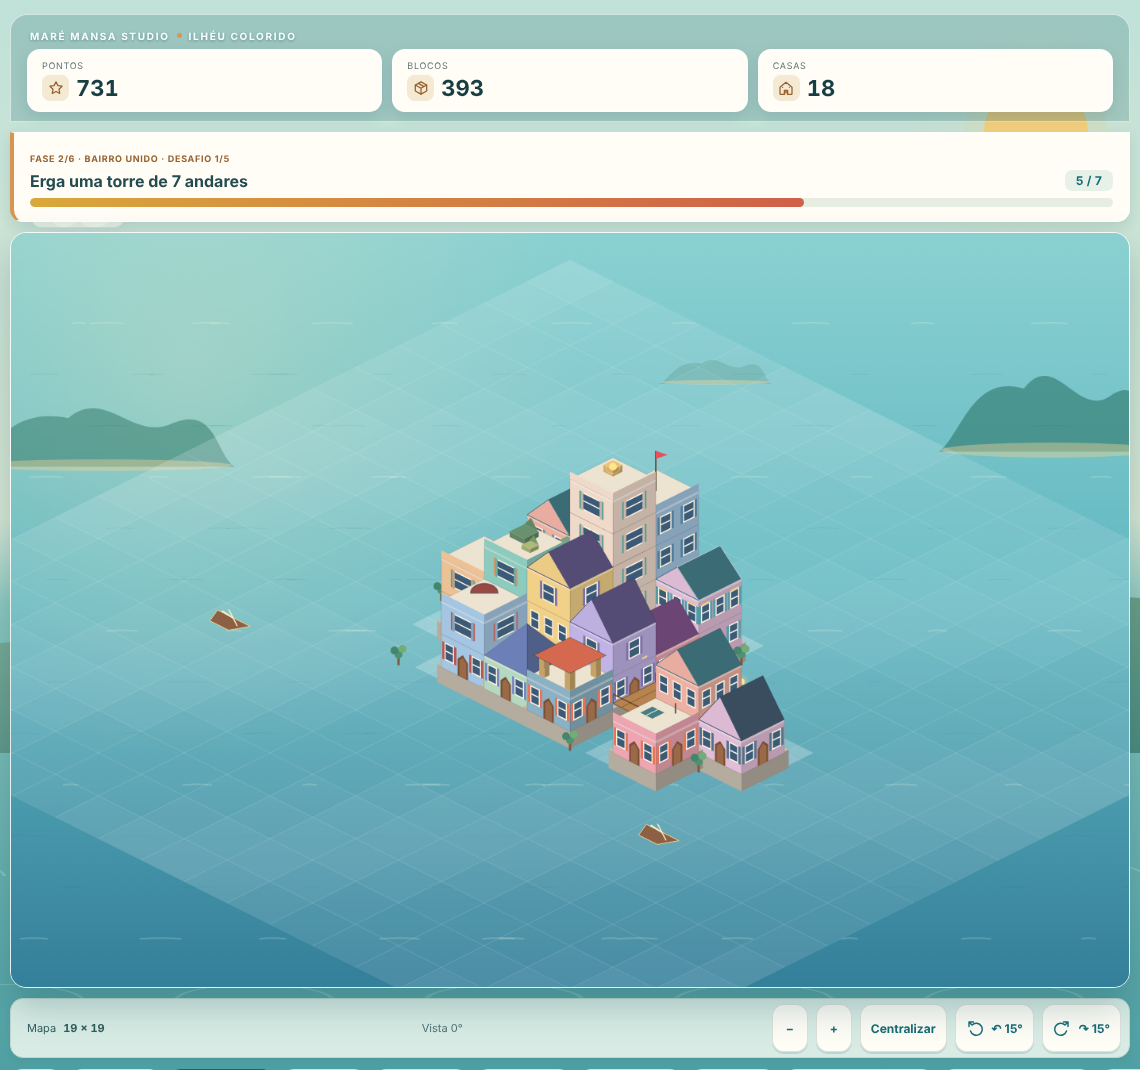 MARÉ MANSA STUDIO • ILHÉU COLORIDO
PONTOS
731
BLOCOS
393
CASAS
18
FASE 2/6 · BAIRRO UNIDO · DESAFIO 1/5
Erga uma torre de 7 andares
5 / 7
Mapa 19 × 19
Vista 0°
−
+
Centralizar
↶ 15°
↷ 15°